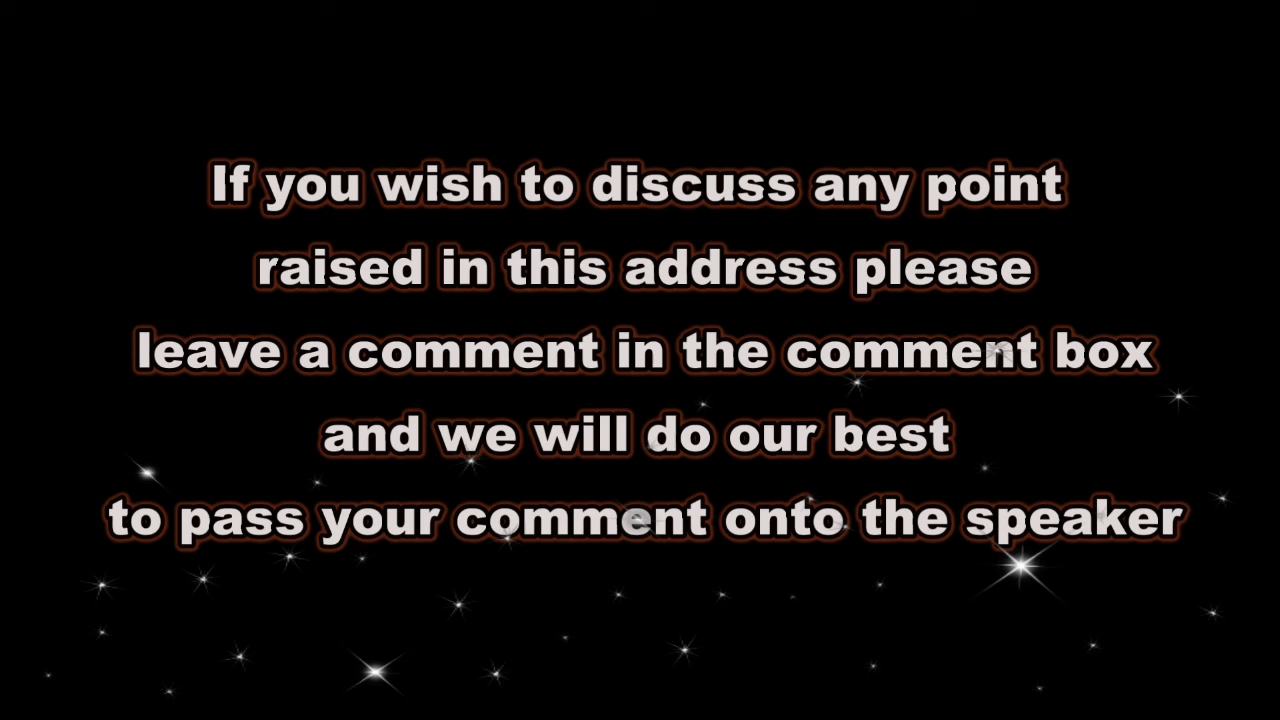 If you wish to discuss any point
raised in this address please
leave a comment in the comment box
and we will do our best
to pass your comment onto the speaker